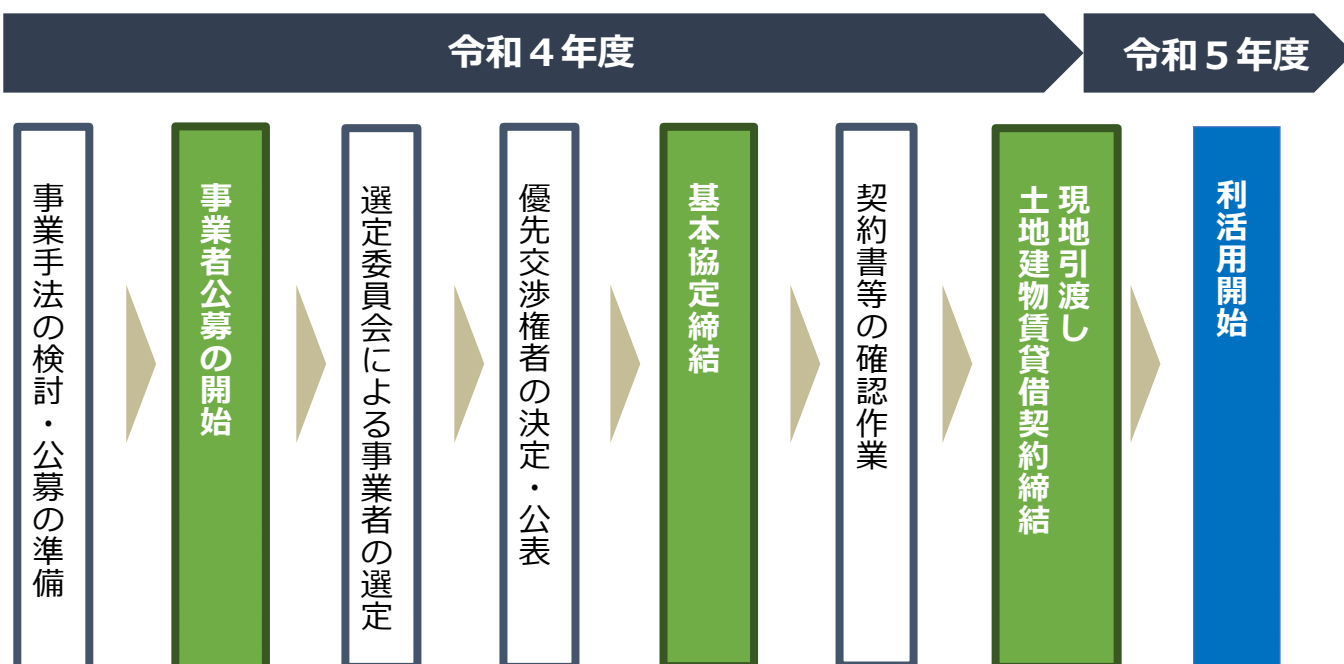 令和４年度
令和５年度
事業手法の検討・公募の準備
事業者公募の開始
選定委員会による事業者の選定
優先交渉権者の決定・公表
基本協定締結
契約書等の確認作業
現地引渡し
土地建物賃貸借契約締結
利活用開始